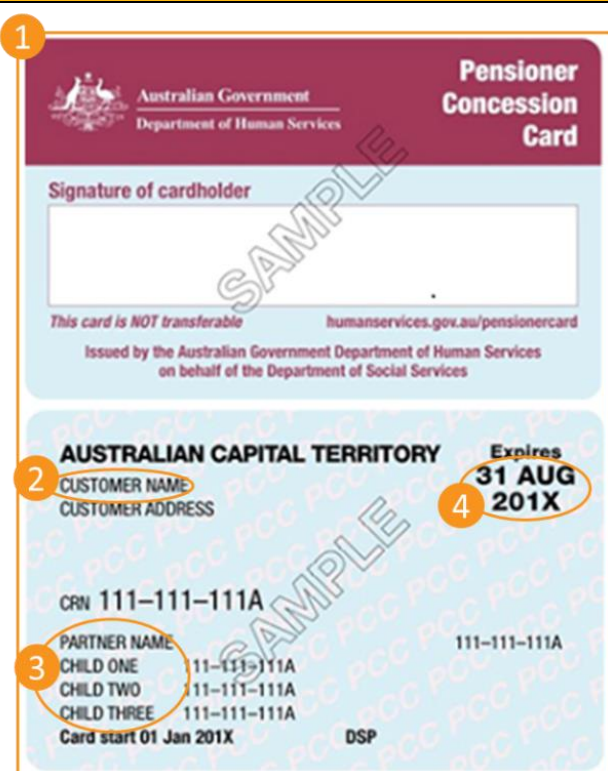 1
Pensioner
Concession
Card
Australian Government
Department of Human Services
Signature of cardholder
SAMPLE
This card is NOT transferable humanservices.gov.au/pensionercard
Issued by the Australian Government Department of Human Services
on behalf of the Department of Social Services
AUSTRALIAN CAPITAL TERRITORY Expires
2 CUSTOMER NAME 31 AUG
CUSTOMER ADDRESS 4 201X
SAMPLE
CRN 111–111–111A
PARTNER NAME 111–111–111A
3 CHILD ONE 111–111–111A
CHILD TWO 111–111–111A
CHILD THREE 111–111–111A
Card start 01 Jan 201X DSP
PCC PCC PCC PCC